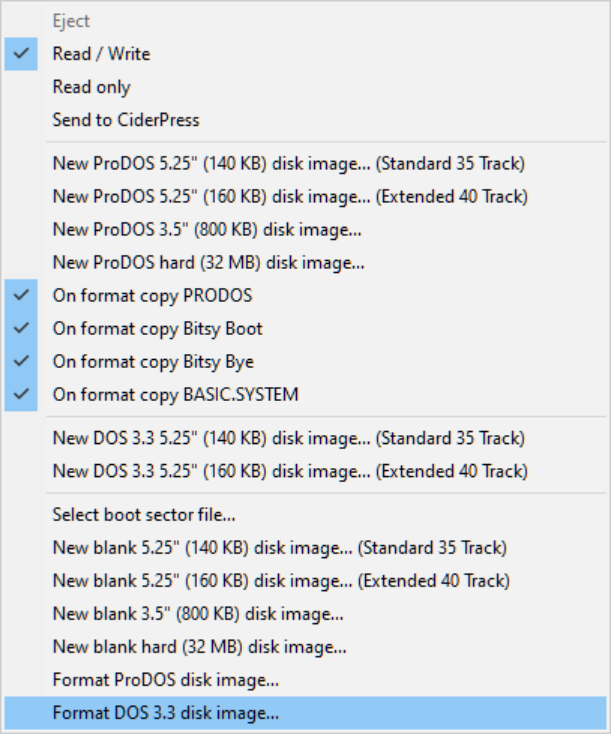 Eject
Read / Write
Read only
Send to CiderPress
New ProDOS 5.25" (140 KB) disk image... (Standard 35 Track)
New ProDOS 5.25" (160 KB) disk image... (Extended 40 Track)
New ProDOS 3.5" (800 KB) disk image...
New ProDOS hard (32 MB) disk image...
On format copy PRODOS
On format copy Bitsy Boot
On format copy Bitsy Bye
On format copy BASIC.SYSTEM
New DOS 3.3 5.25" (140 KB) disk image... (Standard 35 Track)
New DOS 3.3 5.25" (160 KB) disk image... (Extended 40 Track)
Select boot sector file...
New blank 5.25" (140 KB) disk image... (Standard 35 Track)
New blank 5.25" (160 KB) disk image... (Extended 40 Track)
New blank 3.5" (800 KB) disk image...
New blank hard (32 MB) disk image...
Format ProDOS disk image...
Format DOS 3.3 disk image...